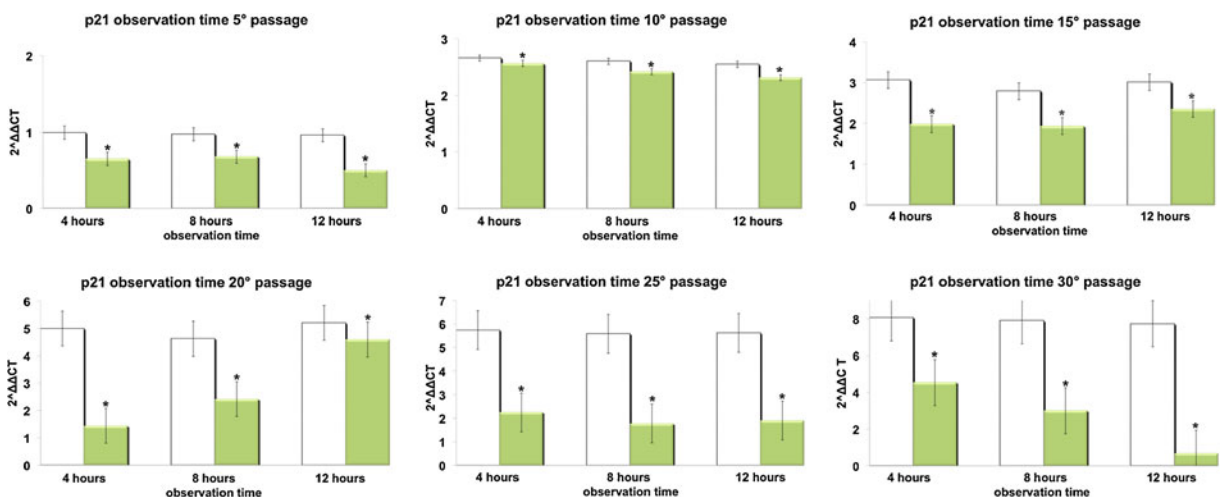 p21 observation time 5° passage
2
1
0
2^ΔΔCT
*
*
*
4 hours
8 hours
12 hours
observation time
p21 observation time 10° passage
3
2
1
0
2^ΔΔCT
*
*
*
4 hours
8 hours
12 hours
observation time
p21 observation time 15° passage
4
3
2
1
0
2^ΔΔCT
*
*
*
4 hours
8 hours
12 hours
observation time
p21 observation time 20° passage
6
5
4
3
2
1
0
2^ΔΔCT
*
*
*
4 hours
8 hours
12 hours
observation time
p21 observation time 25° passage
7
6
5
4
3
2
1
0
2^ΔΔCT
*
*
*
4 hours
8 hours
12 hours
observation time
p21 observation time 30° passage
8
6
4
2
0
2^ΔΔC T
*
*
*
4 hours
8 hours
12 hours
observation time